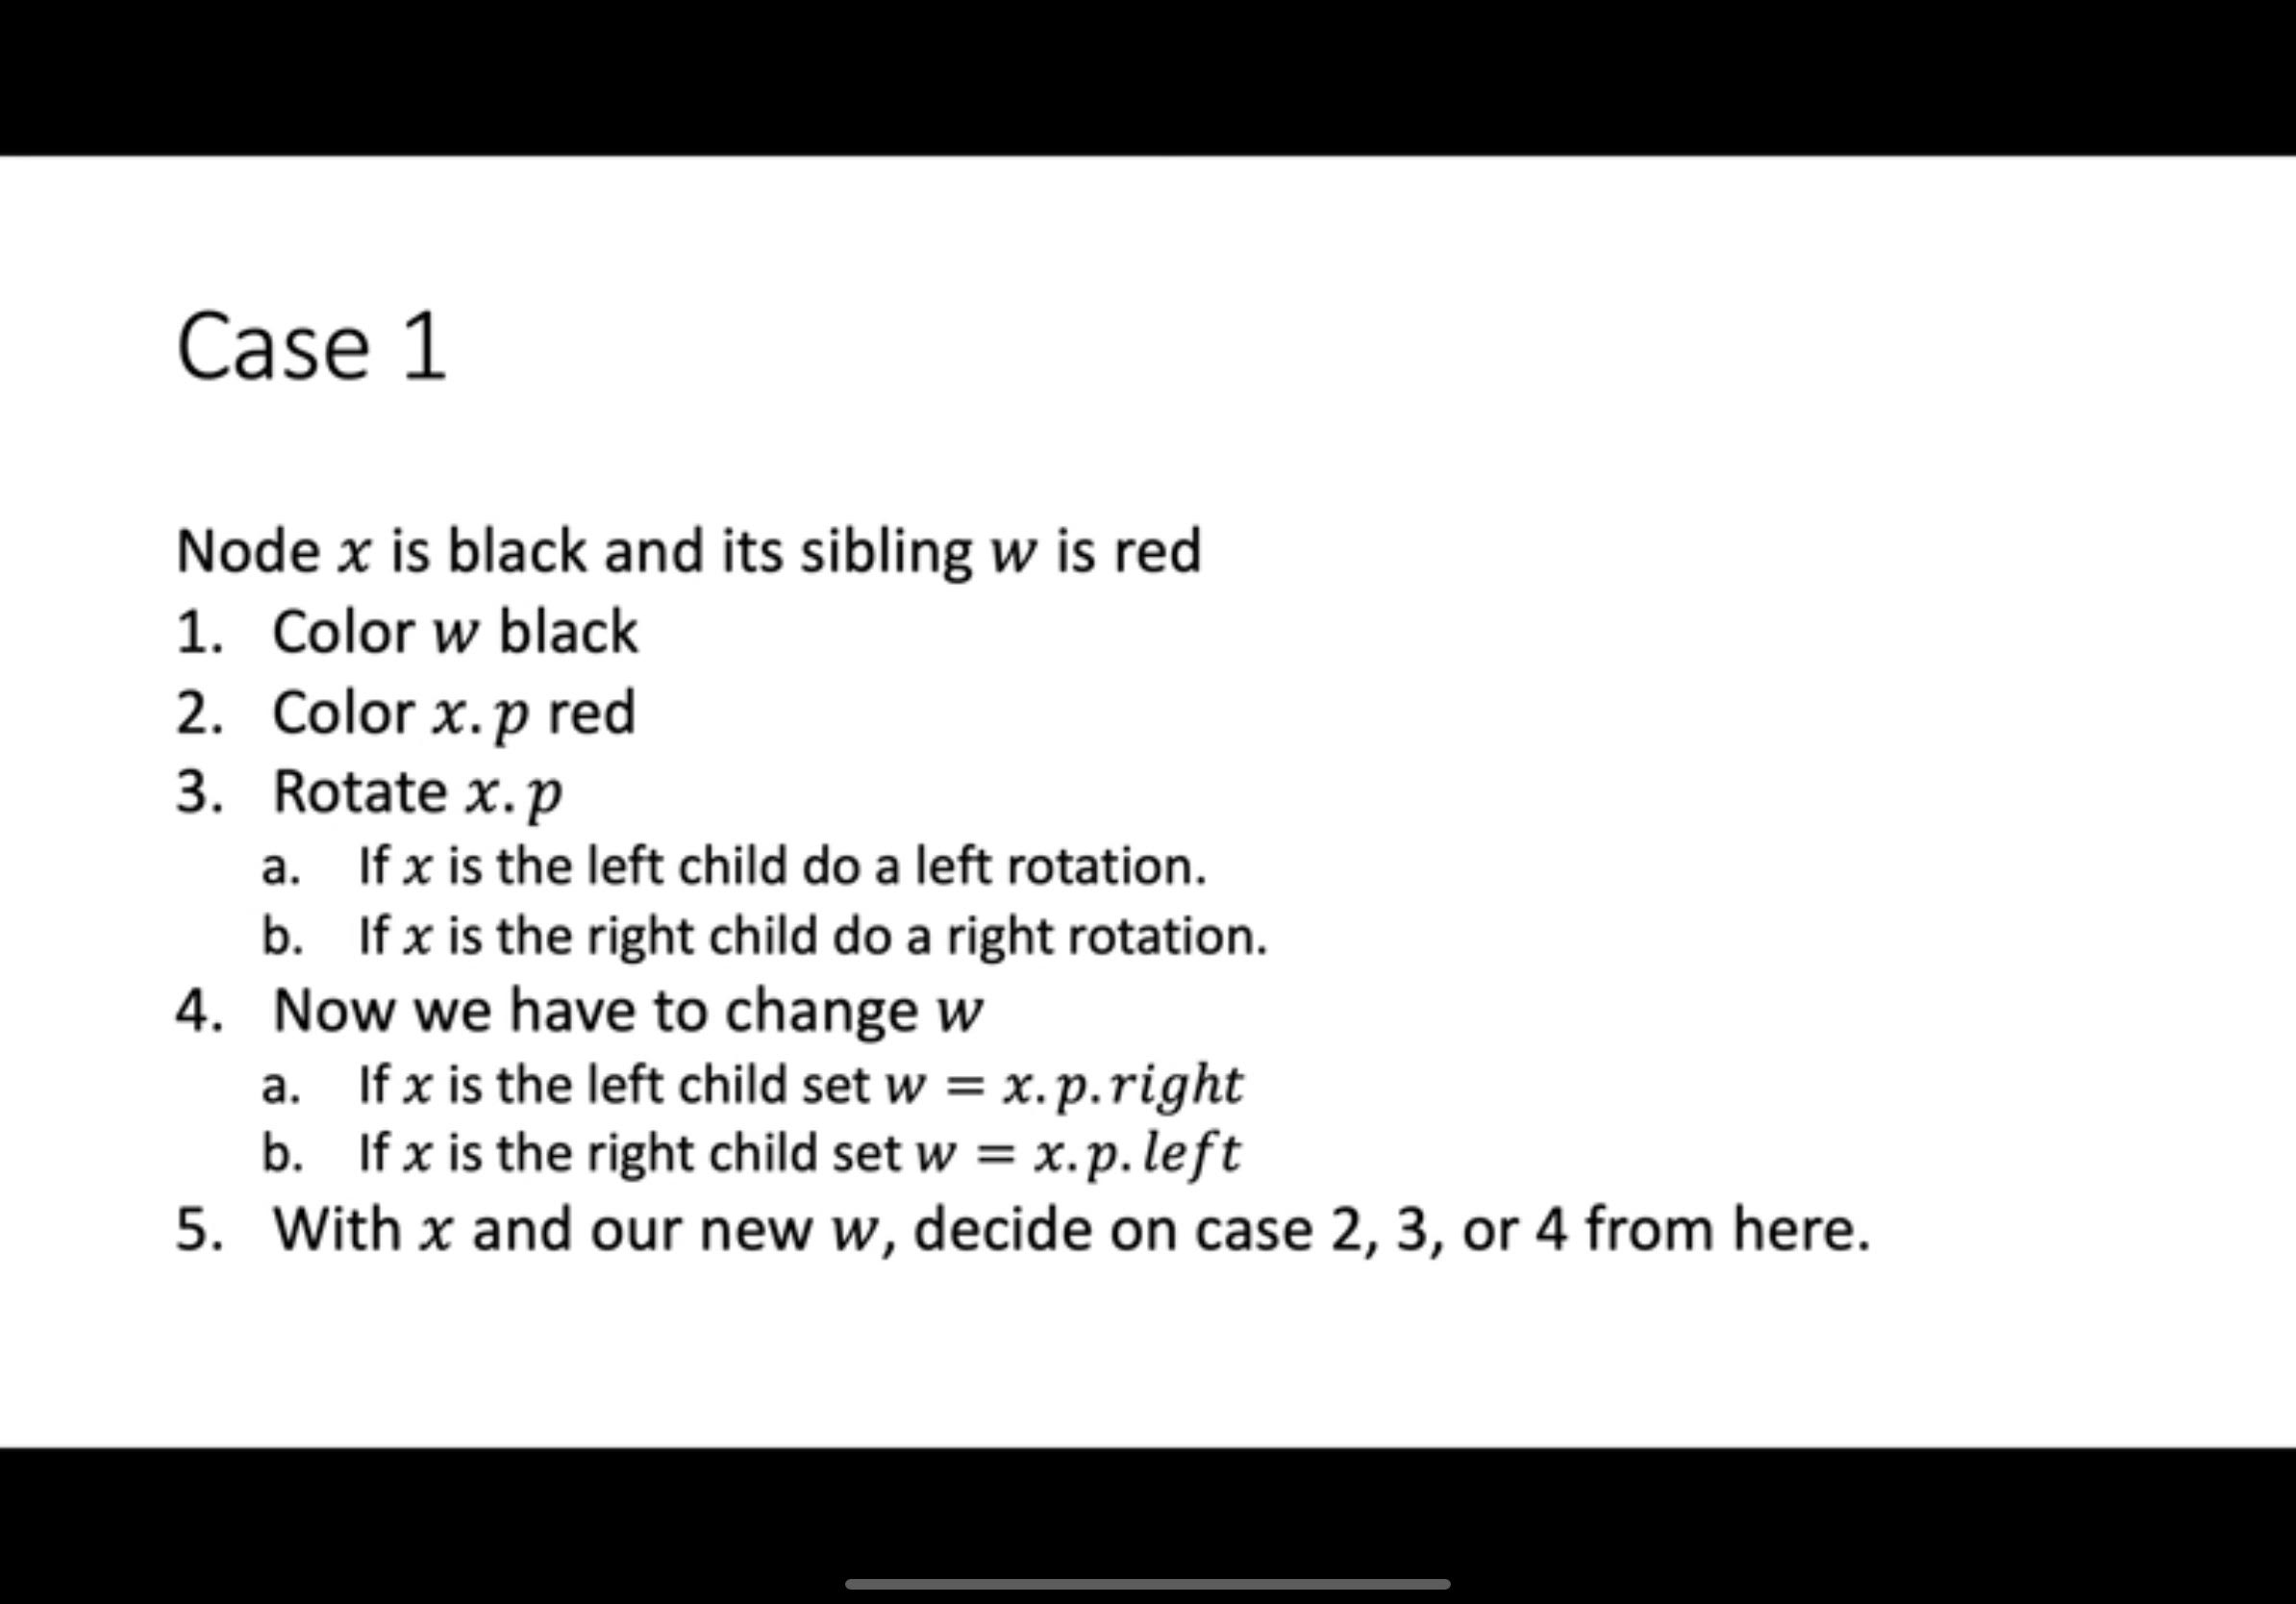 Case 1
Node x is black and its sibling w is red
1. Color w black
2. Color x.p red
3. Rotate x.p
a. If x is the left child do a left rotation.
b. If x is the right child do a right rotation.
4. Now we have to change w
a. If x is the left child set w = x.p.right
b. If x is the right child set w = x.p.left
5. With x and our new w, decide on case 2, 3, or 4 from here.